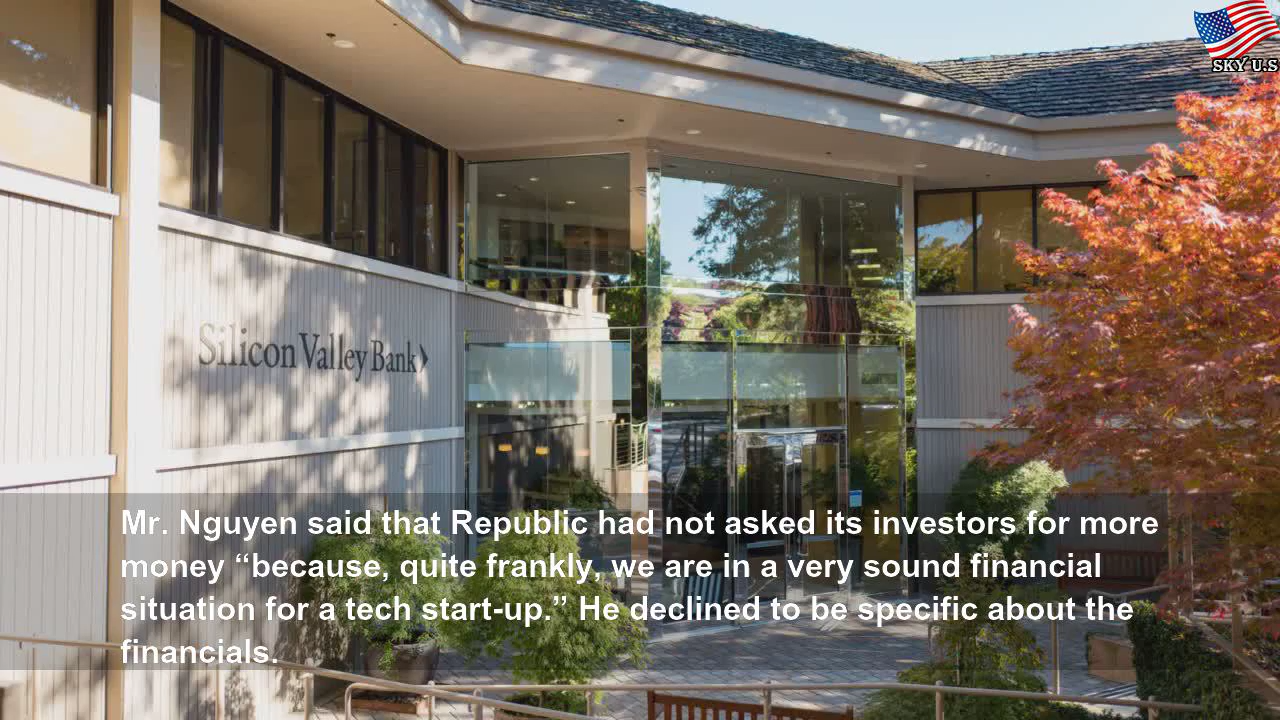 SKY U.S
Silicon Valley Bank
Mr. Nguyen said that Republic had not asked its investors for more
money “because, quite frankly, we are in a very sound financial
situation for a tech start-up.” He declined to be specific about the
financials.